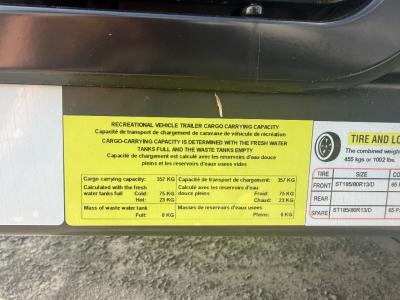 RECREATIONAL VEHICLE TRAILER CARGO CARRYING CAPACITY
Capacité de transport de chargement de caravane de véhicule de récréation
CARGO-CARRYING CAPACITY IS DETERMINED WITH THE FRESH WATER
TANKS FULL AND THE WASTE TANKS EMPTY
Capacité de chargement est calculé avec les reservoirs d'eau douce
pleins et les reservoirs d'eaux usees vides
Cargo carrying capacity: 357 KG
Calculated with the fresh
water tanks full Cold: 75 KG
Hot: 23 KG
Mass of waste water tank
Full: 0 KG
Capacité de transport de chargement: 357 KG
Calculé avec les reservoirs d'eau
douce pleins Froid: 75 KG
Chaud: 23 KG
Masses de reservoir d'eaux usees
Pleins: 0 KG
TIRE AND LO
The combined weight
455 kgs or 1002 lbs.
TIRE SIZE CO
FRONT ST185/80R13/D 65 P
REAR
SPARE ST185/80R13/D 65 P